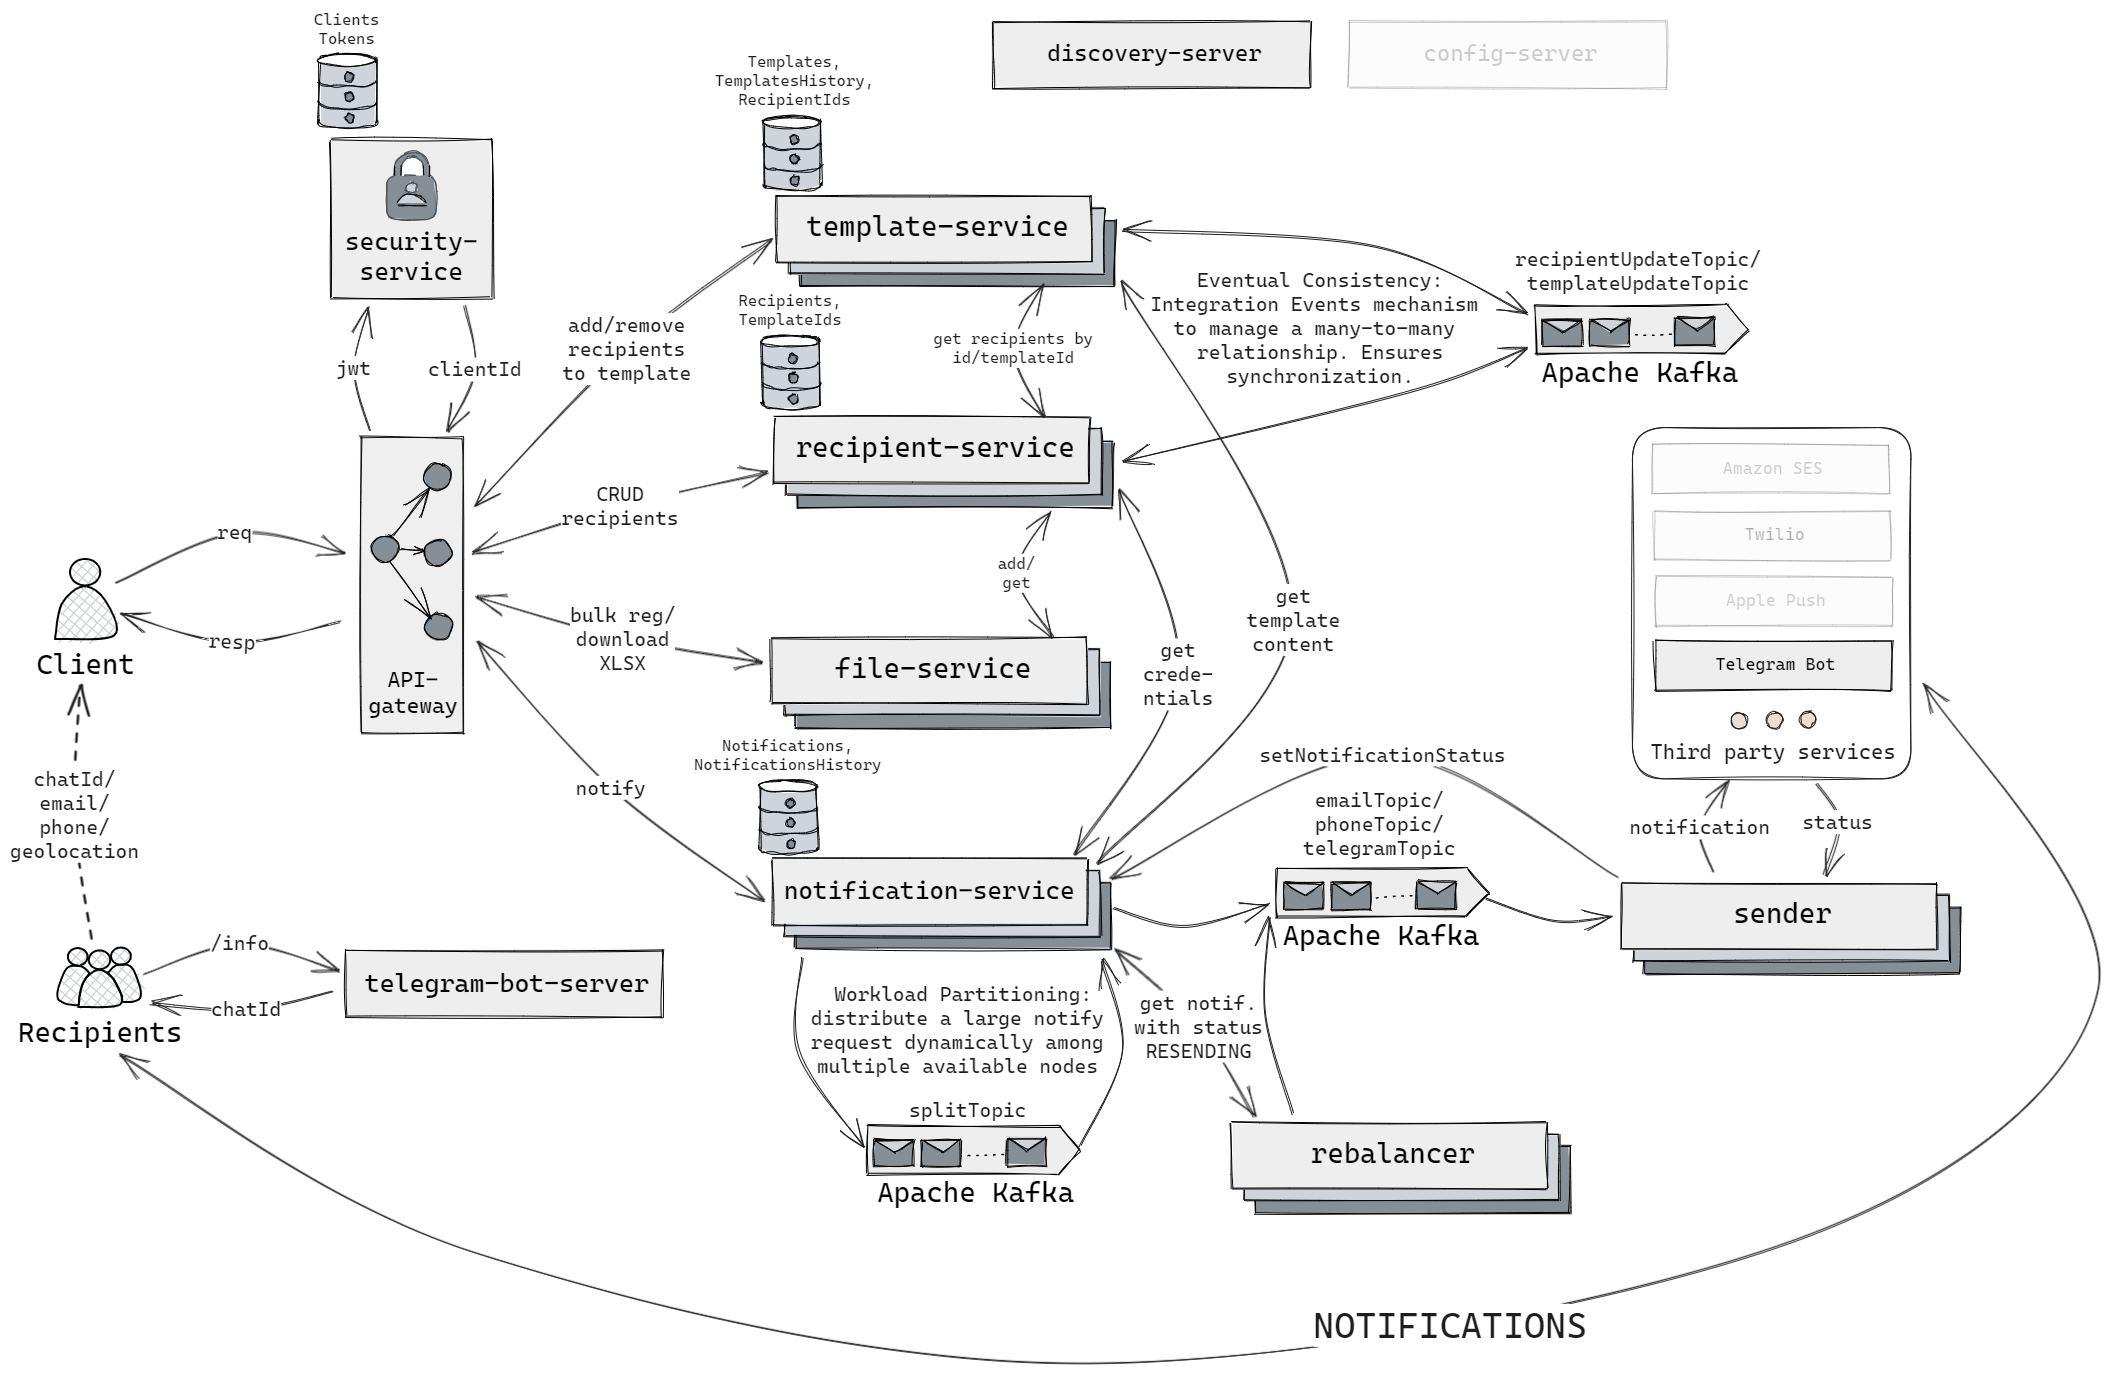 Clients
Tokens
discovery-server
config-server
Templates,
TemplatesHistory,
RecipientIds
security-
service
template-service
recipientUpdateTopic/
templateUpdateTopic
Apache Kafka
Eventual Consistency:
Integration Events mechanism
to manage a many-to-many
relationship. Ensures
synchronization.
Recipients,
TemplateIds
get recipients by
id/templateId
add/remove
recipients
to template
jwt
clientId
recipient-service
CRUD
recipients
Amazon SES
Twilio
Apple Push
Telegram Bot
Third party services
req
resp
Client
API-
gateway
add/
get
bulk reg/
download
XLSX
file-service
get
template
content
get
crede-
ntials
Notifications,
NotificationsHistory
notify
setNotificationStatus
emailTopic/
phoneTopic/
telegramTopic
Apache Kafka
notification
status
chatId/
email/
phone/
geolocation
notification-service
sender
/info
chatId
telegram-bot-server
Recipients
Workload Partitioning:
distribute a large notify
request dynamically among
multiple available nodes
get notif.
with status
RESENDING
splitTopic
Apache Kafka
rebalancer
NOTIFICATIONS